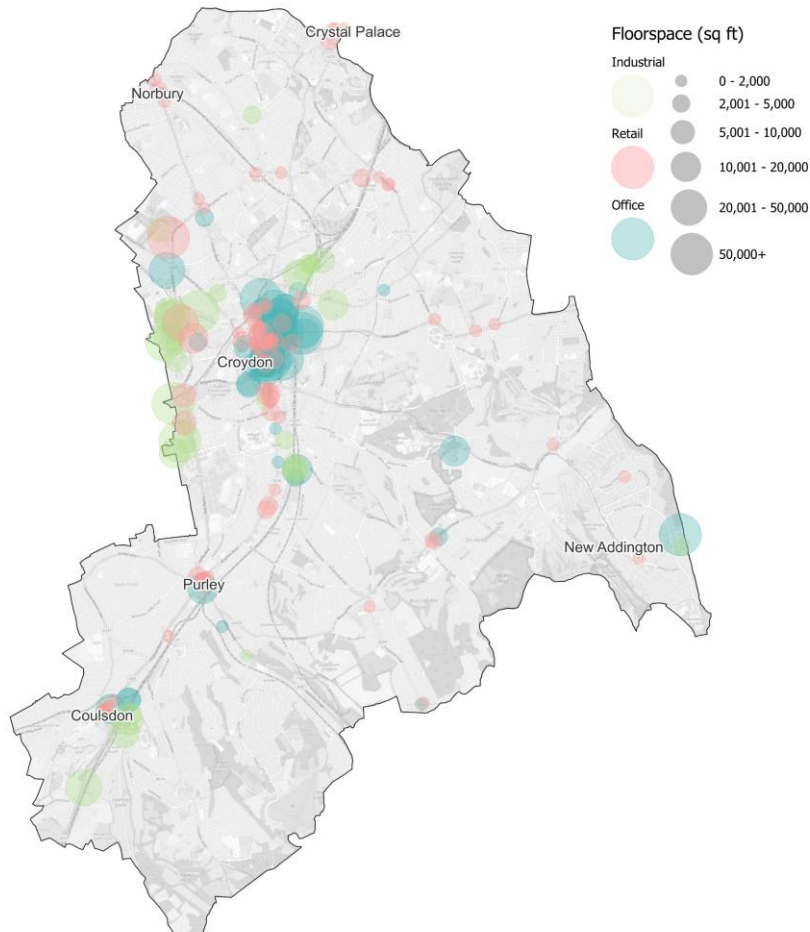 Crystal Palace
Norbury
Croydon
New Addington
Purley
Coulsdon
Floorspace (sq ft)
Industrial
Retail
Office
0 - 2,000
2,001 - 5,000
5,001 - 10,000
10,001 - 20,000
20,001 - 50,000
50,000+